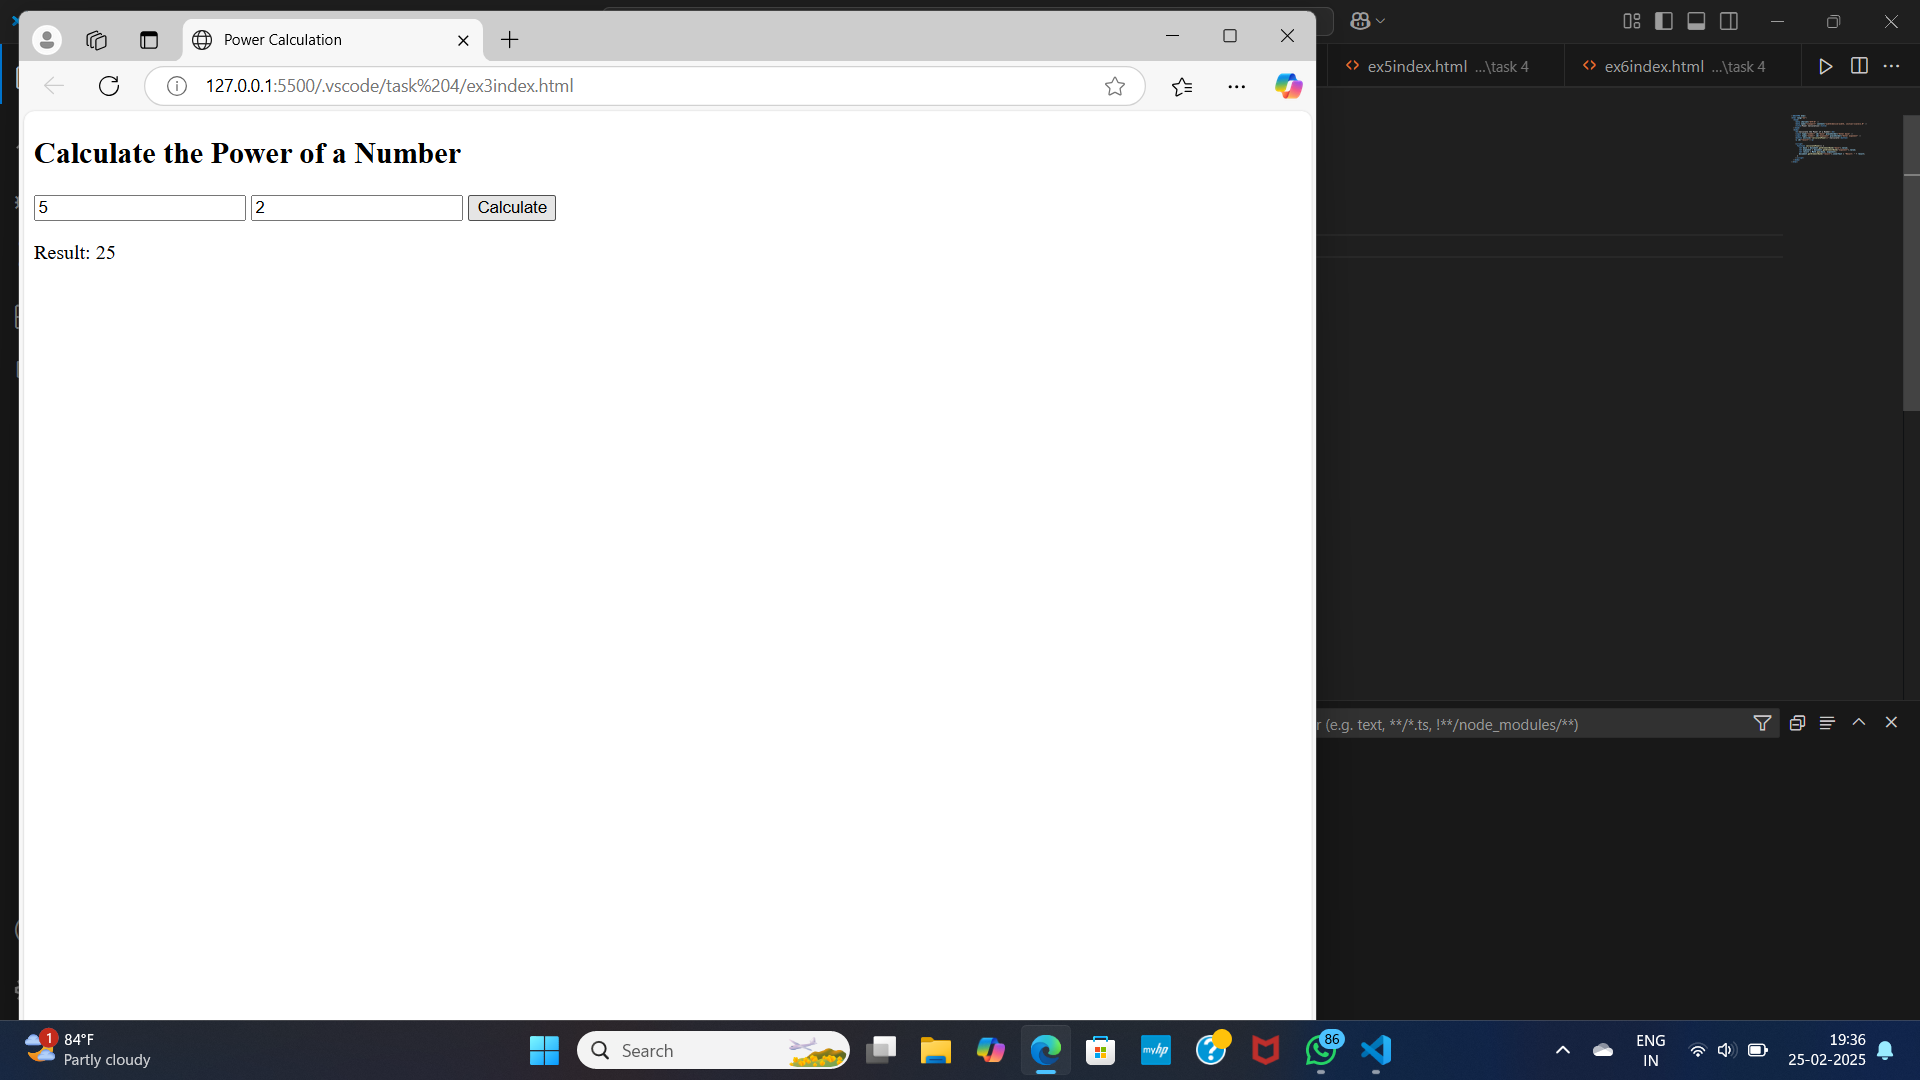 Power Calculation
127.0.0.1:5500/.vscode/task%204/ex3index.html
ex5index.html ...\task 4
ex6index.html ...\task 4
Calculate the Power of a Number
5
2
Calculate
Result: 25
r (e.g. text, **/*.ts, !**/node_modules/**)
1
84°F
Partly cloudy
Search
myhp
86
ENG
IN
19:36
25-02-2025